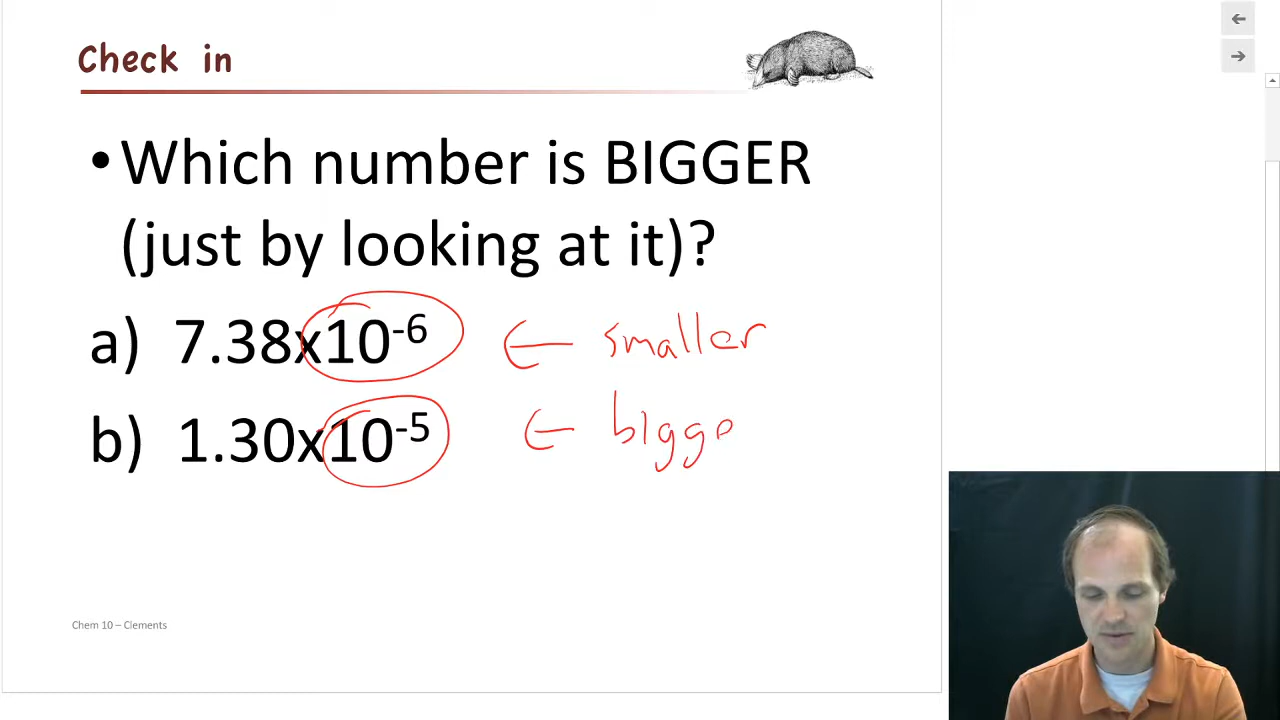 Check in
• Which number is BIGGER
(just by looking at it)?
a) 7.38x10⁻⁶ ← smaller
b) 1.30x10⁻⁵ ← bigge
Chem 10 – Clements